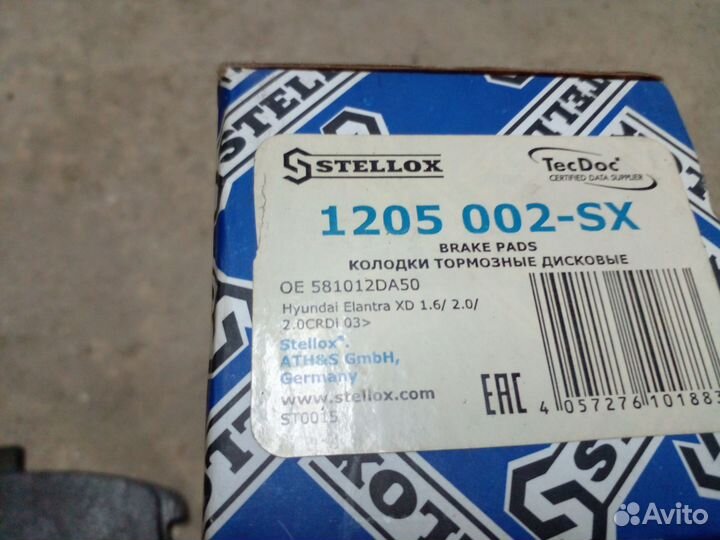 STELLOX
TecDoc
CERTIFIED DATA SUPPLIER
1205 002-SX
BRAKE PADS
КОЛОДКИ ТОРМОЗНЫЕ ДИСКОВЫЕ
OE 581012DA50
Hyundai Elantra XD 1.6/ 2.0/
2.0CRDi 03>
Stellox®:
ATH&S GmbH,
Germany
www.stellox.com
ST0015
EAC
4 057276 101883
Avito